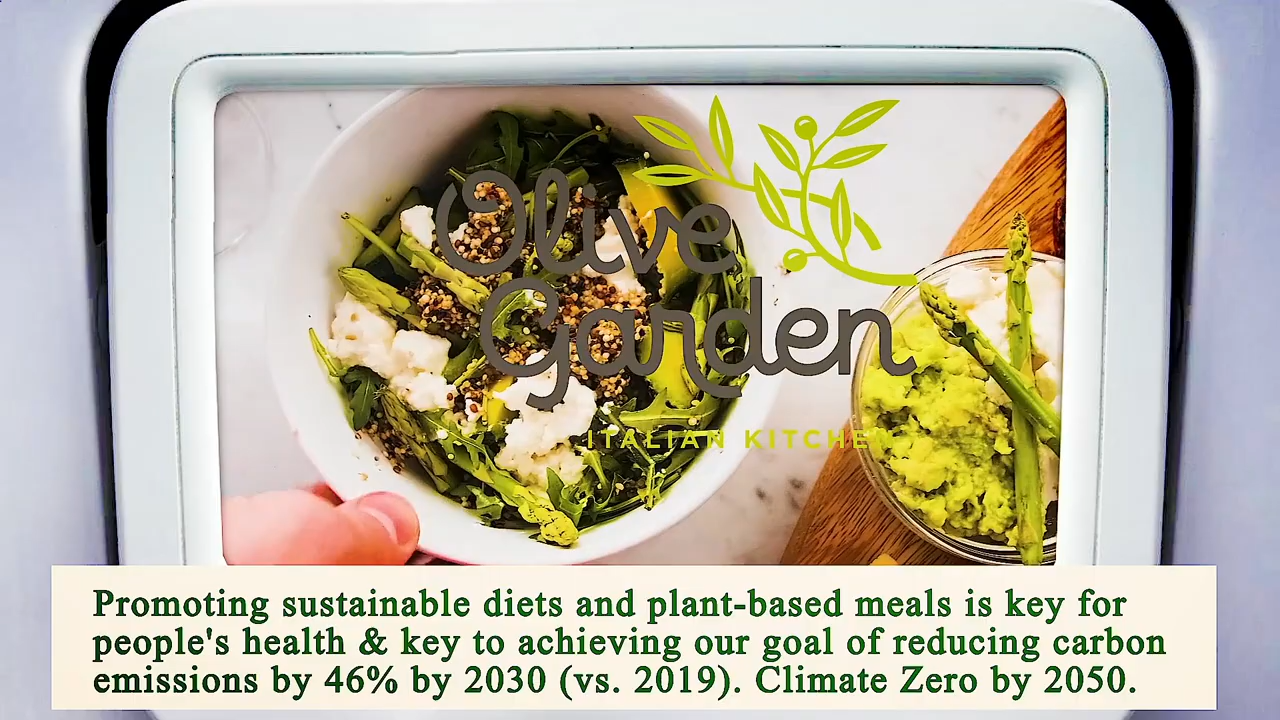 Olive
Garden
ITALIAN KITCHEN
Promoting sustainable diets and plant-based meals is key for
people's health & key to achieving our goal of reducing carbon
emissions by 46% by 2030 (vs. 2019). Climate Zero by 2050.